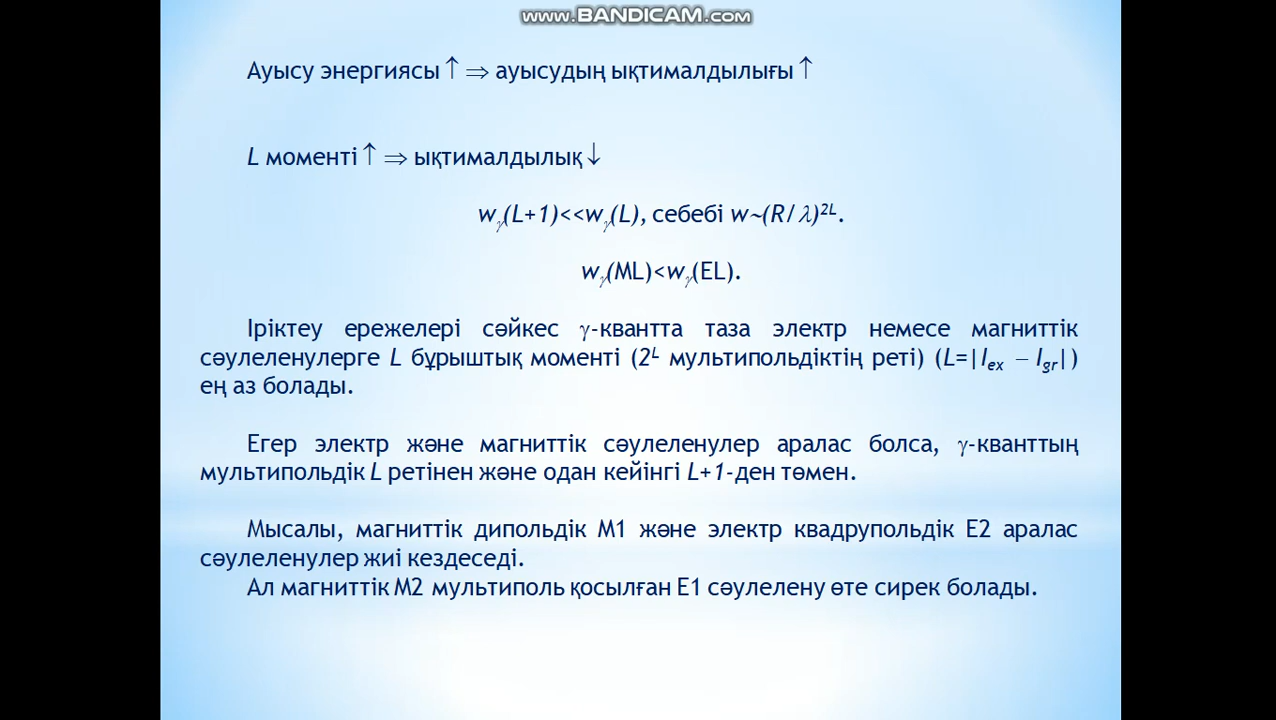 www.BANDICAM.com
Ауысу энергиясы ↑ ⇒ ауысудың ықтималдылығы ↑
L моменті ↑ ⇒ ықтималдылық ↓
wᵧ(L+1)<<wᵧ(L), себебі w~(R/λ)²ᴸ.
wᵧ(ML)<wᵧ(EL).
Іріктеу ережелері сәйкес γ-квантта таза электр немесе магниттік
сәулеленулерге L бұрыштық моменті (2ᴸ мультипольдіктің реті) (L=|Iex – Igr|)
ең аз болады.
Егер электр және магниттік сәулеленулер аралас болса, γ-кванттың
мультипольдік L ретінен және одан кейінгі L+1-ден төмен.
Мысалы, магниттік дипольдік М1 және электр квадрупольдік Е2 аралас
сәулеленулер жиі кездеседі.
Ал магниттік М2 мультиполь қосылған Е1 сәулелену өте сирек болады.